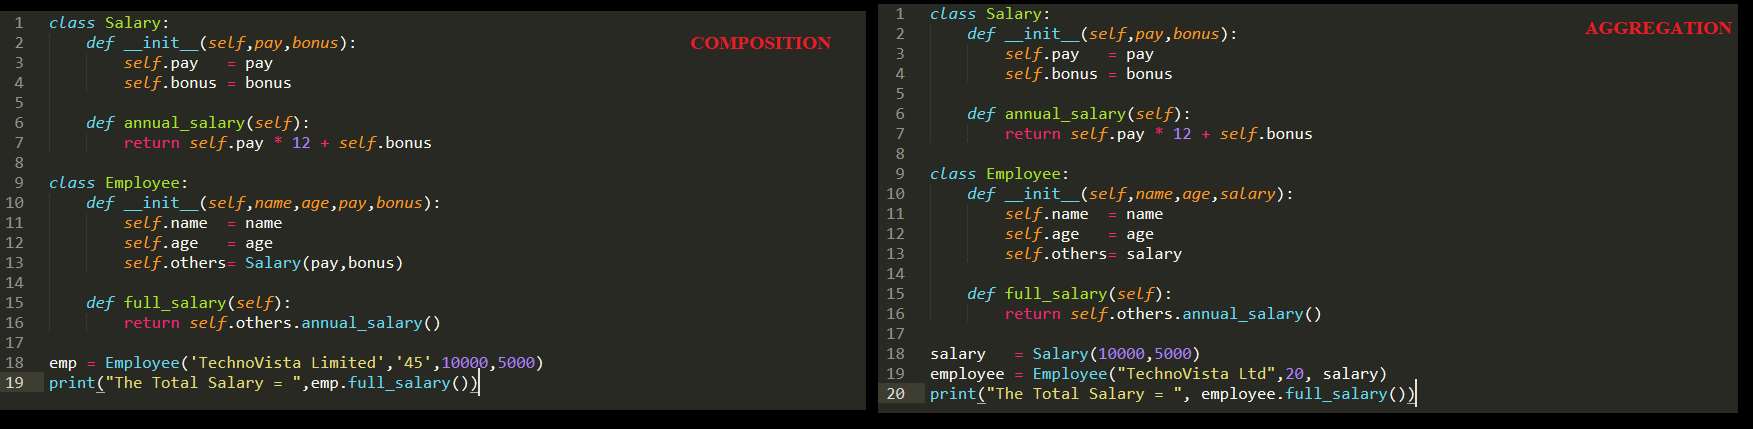 COMPOSITION
1 class Salary:
2     def __init__(self,pay,bonus):
3         self.pay   = pay
4         self.bonus = bonus
5
6     def annual_salary(self):
7         return self.pay * 12 + self.bonus
8
9 class Employee:
10     def __init__(self,name,age,pay,bonus):
11         self.name  = name
12         self.age   = age
13         self.others= Salary(pay,bonus)
14
15     def full_salary(self):
16         return self.others.annual_salary()
17
18 emp = Employee('TechnoVista Limited','45',10000,5000)
19 print("The Total Salary = ",emp.full_salary())
AGGREGATION
1 class Salary:
2     def __init__(self,pay,bonus):
3         self.pay   = pay
4         self.bonus = bonus
5
6     def annual_salary(self):
7         return self.pay * 12 + self.bonus
8
9 class Employee:
10     def __init__(self,name,age,salary):
11         self.name  = name
12         self.age   = age
13         self.others= salary
14
15     def full_salary(self):
16         return self.others.annual_salary()
17
18 salary   = Salary(10000,5000)
19 employee = Employee("TechnoVista Ltd",20, salary)
20 print("The Total Salary = ", employee.full_salary())